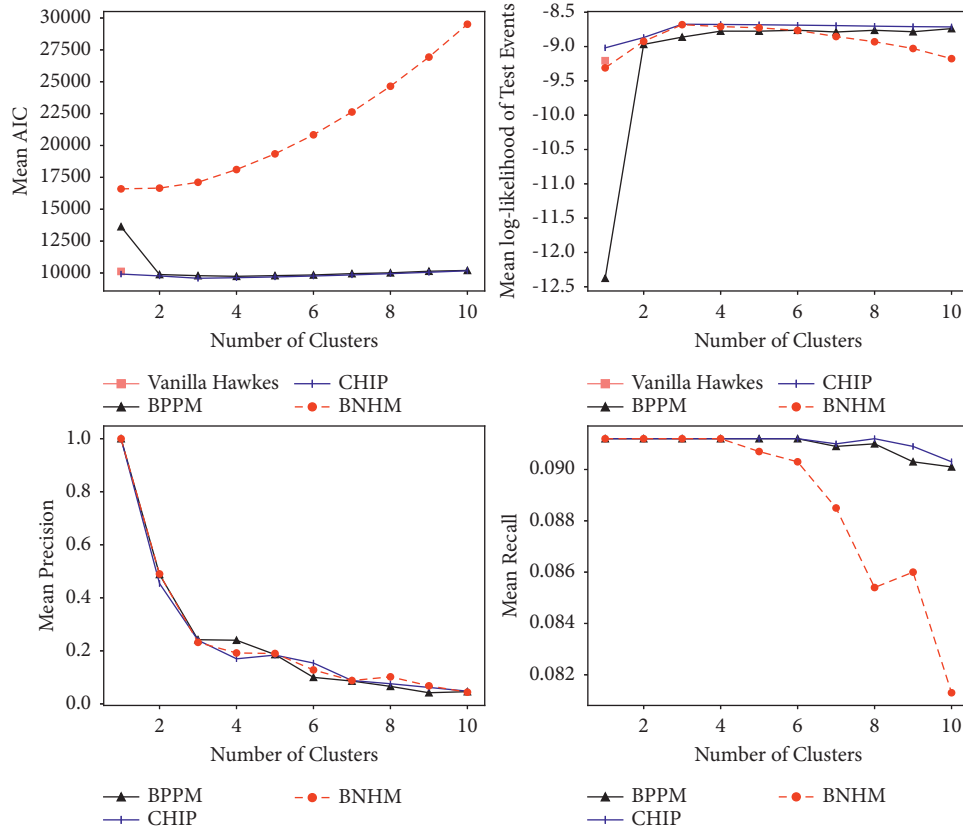 30000
27500
25000
22500
20000
17500
15000
12500
10000
Mean AIC
2 4 6 8 10
Number of Clusters
Vanilla Hawkes CHIP
BPPM BNHM
-8.5
-9.0
-9.5
-10.0
-10.5
-11.0
-11.5
-12.0
-12.5
Mean log-likelihood of Test Events
2 4 6 8 10
Number of Clusters
Vanilla Hawkes CHIP
BPPM BNHM
1.0
0.8
0.6
0.4
0.2
0.0
Mean Precision
2 4 6 8 10
Number of Clusters
BPPM BNHM
CHIP
0.090
0.088
0.086
0.084
0.082
Mean Recall
2 4 6 8 10
Number of Clusters
BPPM BNHM
CHIP